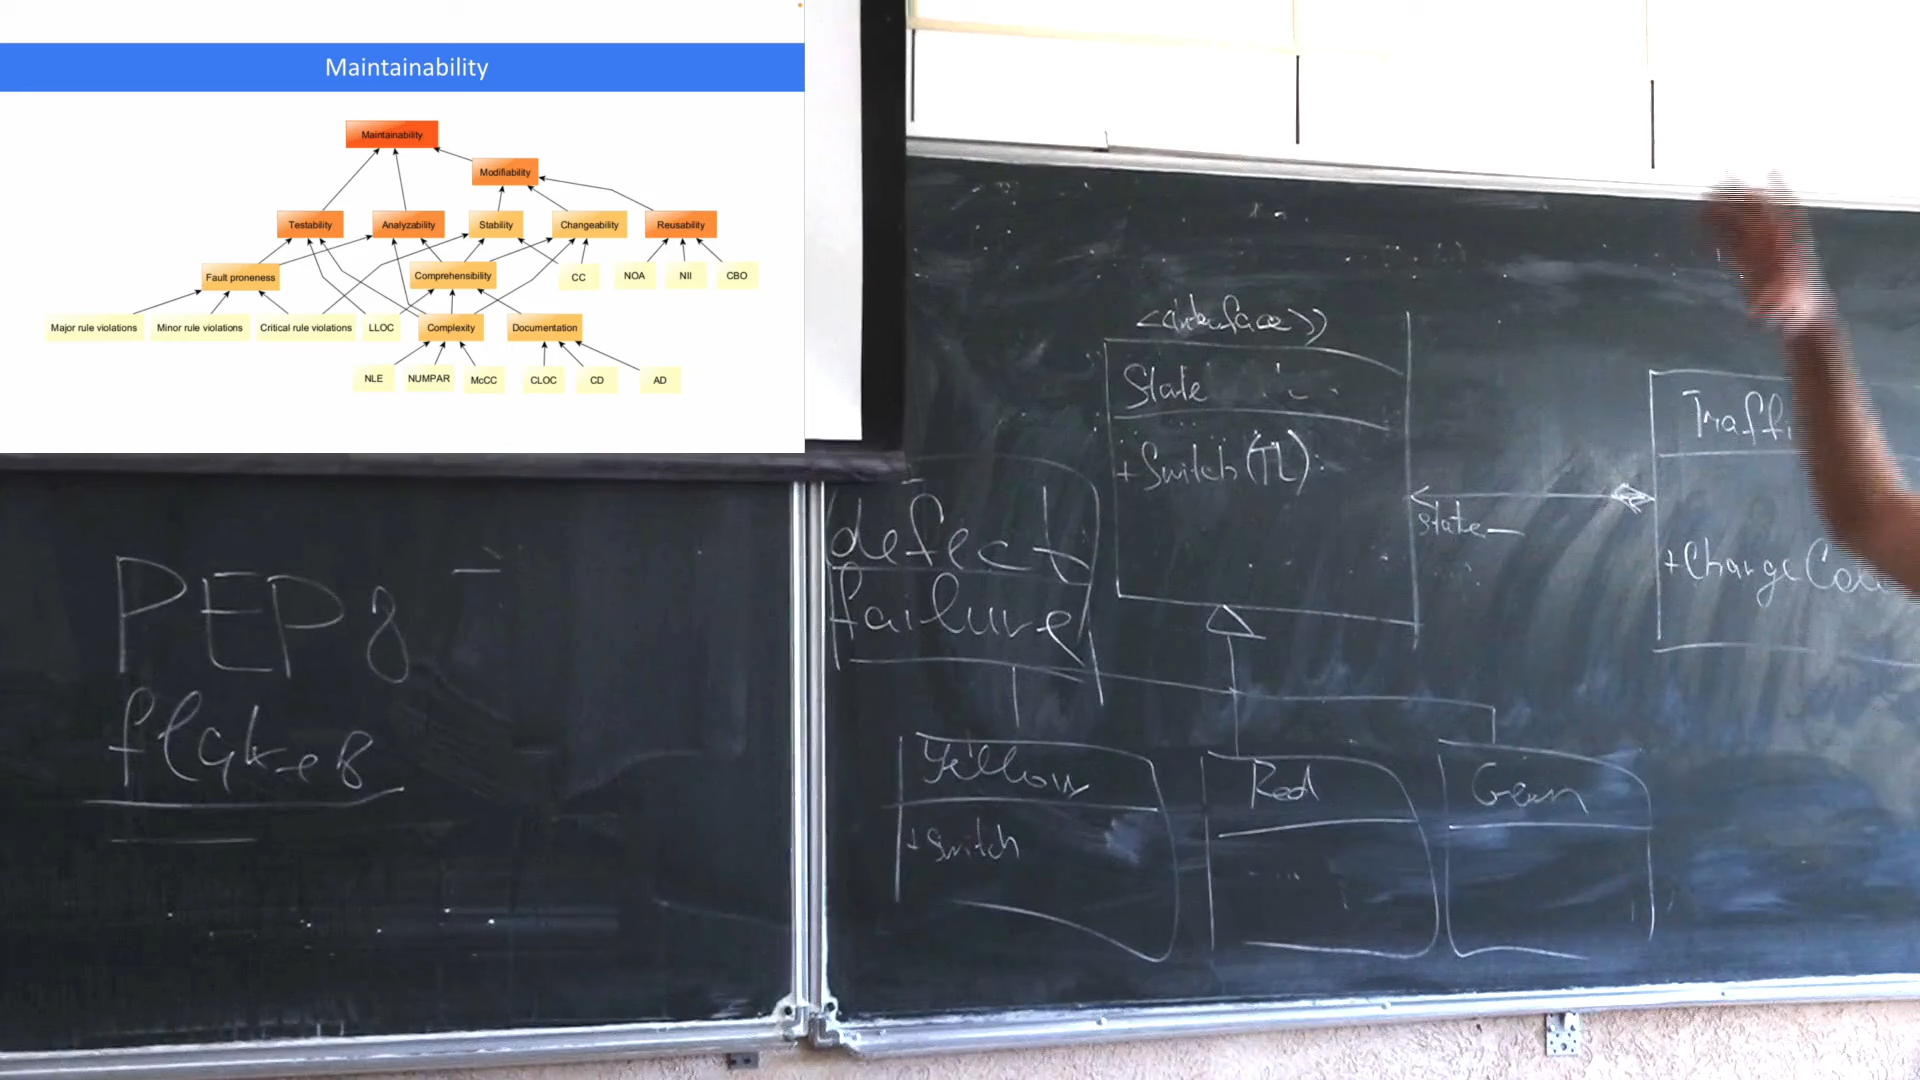 Maintainability
Maintainability
Modifiability
Testability Analyzability Stability Changeability Reusability
Fault proneness Comprehensibility CC NOA NII CBO
Major rule violations Minor rule violations Critical rule violations LLOC Complexity Documentation
NLE NUMPAR McCC CLOC CD AD
PEP8
flake8
defect
failure
<<interface>>
State
+Switch(TL):
state
Traffi
+Change Co
Yellow
+Switch
Red
....
Green